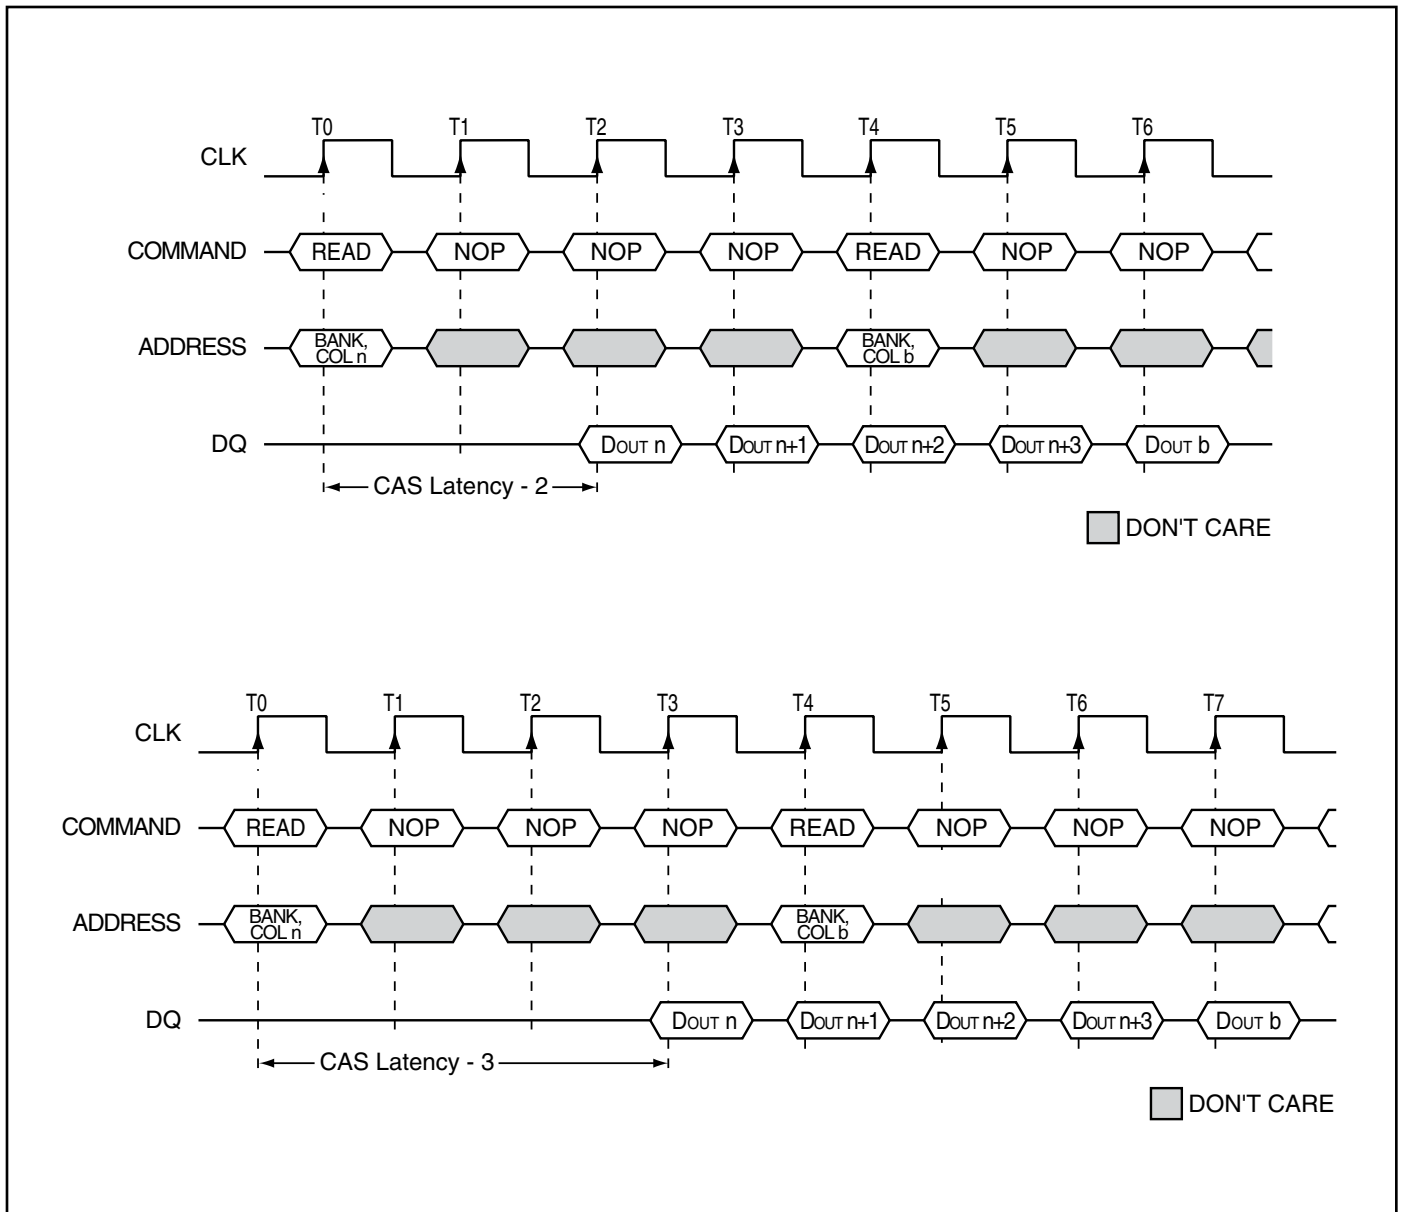 T0 T1 T2 T3 T4 T5 T6
CLK
COMMAND READ NOP NOP NOP READ NOP NOP
ADDRESS BANK, COL n BANK, COL b
DQ DOUT n DOUT n+1 DOUT n+2 DOUT n+3 DOUT b
CAS Latency - 2
DON'T CARE
T0 T1 T2 T3 T4 T5 T6 T7
CLK
COMMAND READ NOP NOP NOP READ NOP NOP NOP
ADDRESS BANK, COL n BANK, COL b
DQ DOUT n DOUT n+1 DOUT n+2 DOUT n+3 DOUT b
CAS Latency - 3
DON'T CARE